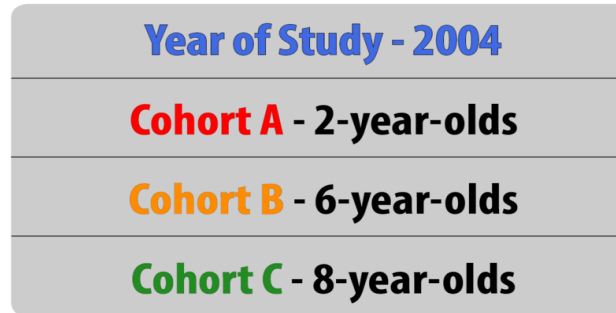 Year of Study - 2004
Cohort A - 2-year-olds
Cohort B - 6-year-olds
Cohort C - 8-year-olds